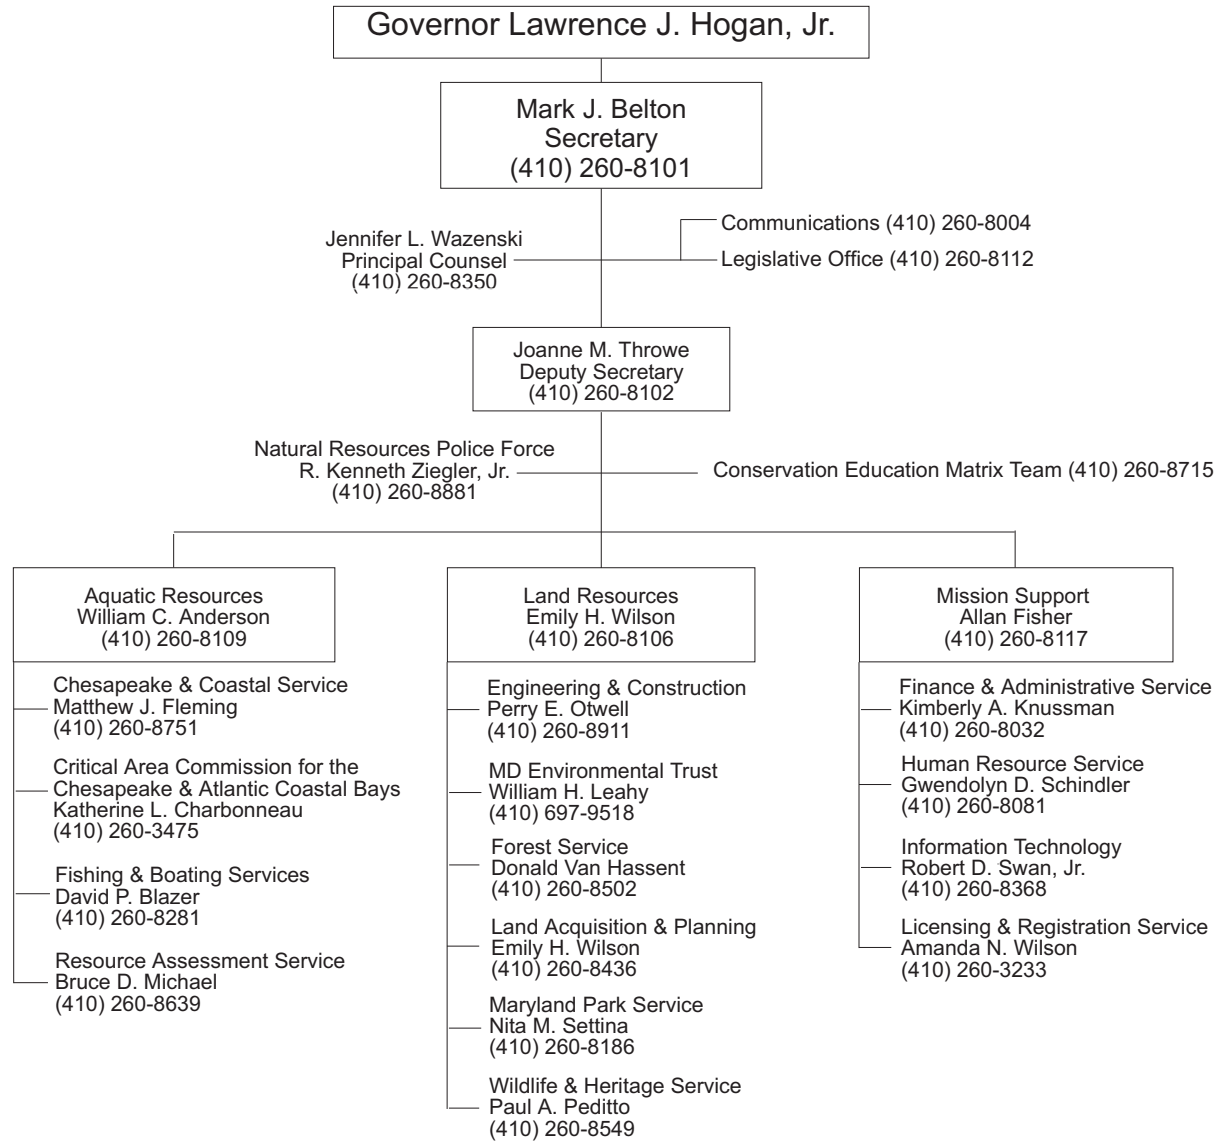 Governor Lawrence J. Hogan, Jr.
Mark J. Belton
Secretary
(410) 260-8101
Jennifer L. Wazenski
Principal Counsel
(410) 260-8350
Communications (410) 260-8004
Legislative Office (410) 260-8112
Joanne M. Throwe
Deputy Secretary
(410) 260-8102
Natural Resources Police Force
R. Kenneth Ziegler, Jr.
(410) 260-8881
Conservation Education Matrix Team (410) 260-8715
Aquatic Resources
William C. Anderson
(410) 260-8109
Chesapeake & Coastal Service
Matthew J. Fleming
(410) 260-8751
Critical Area Commission for the
Chesapeake & Atlantic Coastal Bays
Katherine L. Charbonneau
(410) 260-3475
Fishing & Boating Services
David P. Blazer
(410) 260-8281
Resource Assessment Service
Bruce D. Michael
(410) 260-8639
Land Resources
Emily H. Wilson
(410) 260-8106
Engineering & Construction
Perry E. Otwell
(410) 260-8911
MD Environmental Trust
William H. Leahy
(410) 697-9518
Forest Service
Donald Van Hassent
(410) 260-8502
Land Acquisition & Planning
Emily H. Wilson
(410) 260-8436
Maryland Park Service
Nita M. Settina
(410) 260-8186
Wildlife & Heritage Service
Paul A. Peditto
(410) 260-8549
Mission Support
Allan Fisher
(410) 260-8117
Finance & Administrative Service
Kimberly A. Knussman
(410) 260-8032
Human Resource Service
Gwendolyn D. Schindler
(410) 260-8081
Information Technology
Robert D. Swan, Jr.
(410) 260-8368
Licensing & Registration Service
Amanda N. Wilson
(410) 260-3233